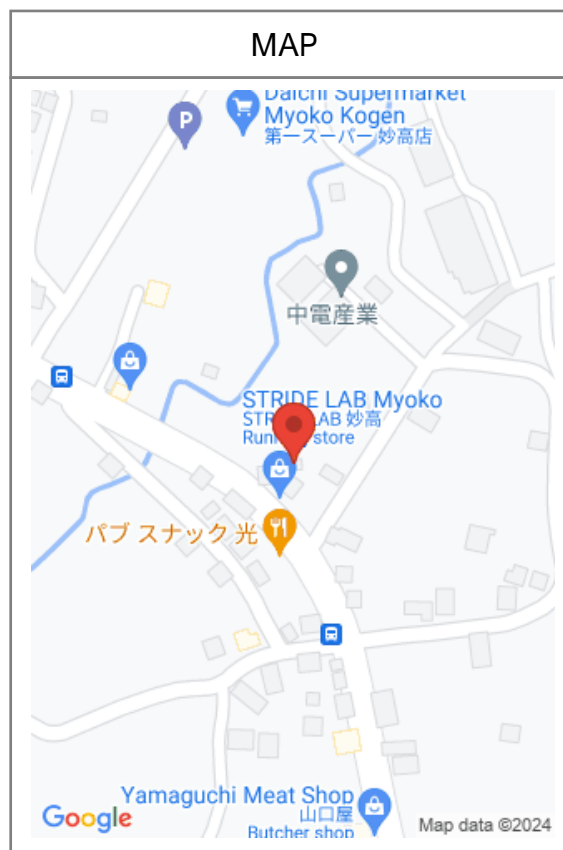 MAP
Daichi Supermarket
Myoko Kogen
第一スーパー 妙高店
P
中電産業
STRIDE LAB Myoko
STR LAB 妙高
Run store
パブ スナック 光
Yamaguchi Meat Shop
山口屋
Butcher shop
Google
Map data ©2024